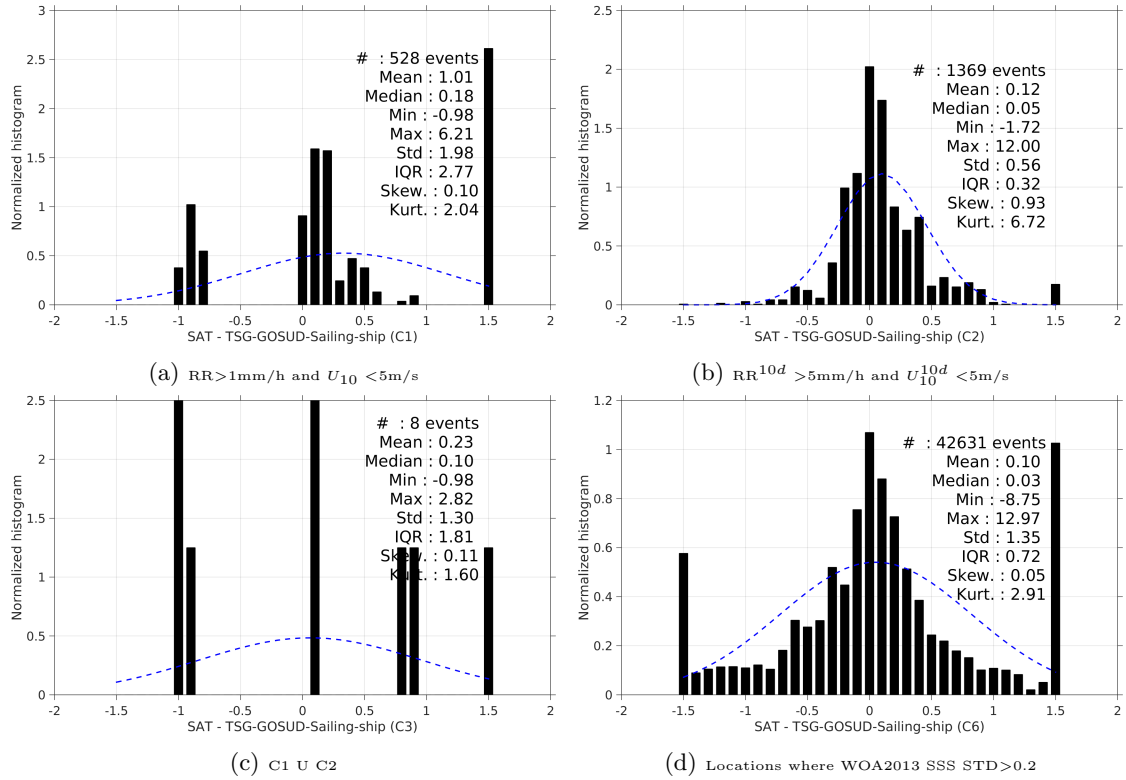 3
2.5
2
1.5
1
0.5
0
-2 -1.5 -1 -0.5 0 0.5 1 1.5 2
Normalized histogram
SAT - TSG-GOSUD-Sailing-ship (C1)
# : 528 events
Mean : 1.01
Median : 0.18
Min : -0.98
Max : 6.21
Std : 1.98
IQR : 2.77
Skew. : 0.10
Kurt. : 2.04
(a) RR>1mm/h and U10 <5m/s
2.5
2
1.5
1
0.5
0
-2 -1.5 -1 -0.5 0 0.5 1 1.5 2
Normalized histogram
SAT - TSG-GOSUD-Sailing-ship (C2)
# : 1369 events
Mean : 0.12
Median : 0.05
Min : -1.72
Max : 12.00
Std : 0.56
IQR : 0.32
Skew. : 0.93
Kurt. : 6.72
(b) RR^10d >5mm/h and U10^10d <5m/s
2.5
2
1.5
1
0.5
0
-2 -1.5 -1 -0.5 0 0.5 1 1.5 2
Normalized histogram
SAT - TSG-GOSUD-Sailing-ship (C3)
# : 8 events
Mean : 0.23
Median : 0.10
Min : -0.98
Max : 2.82
Std : 1.30
IQR : 1.81
Skew. : 0.11
Kurt. : 1.60
(c) C1 U C2
1.2
1
0.8
0.6
0.4
0.2
0
-2 -1.5 -1 -0.5 0 0.5 1 1.5 2
Normalized histogram
SAT - TSG-GOSUD-Sailing-ship (C6)
# : 42631 events
Mean : 0.10
Median : 0.03
Min : -8.75
Max : 12.97
Std : 1.35
IQR : 0.72
Skew. : 0.05
Kurt. : 2.91
(d) Locations where WOA2013 SSS STD>0.2